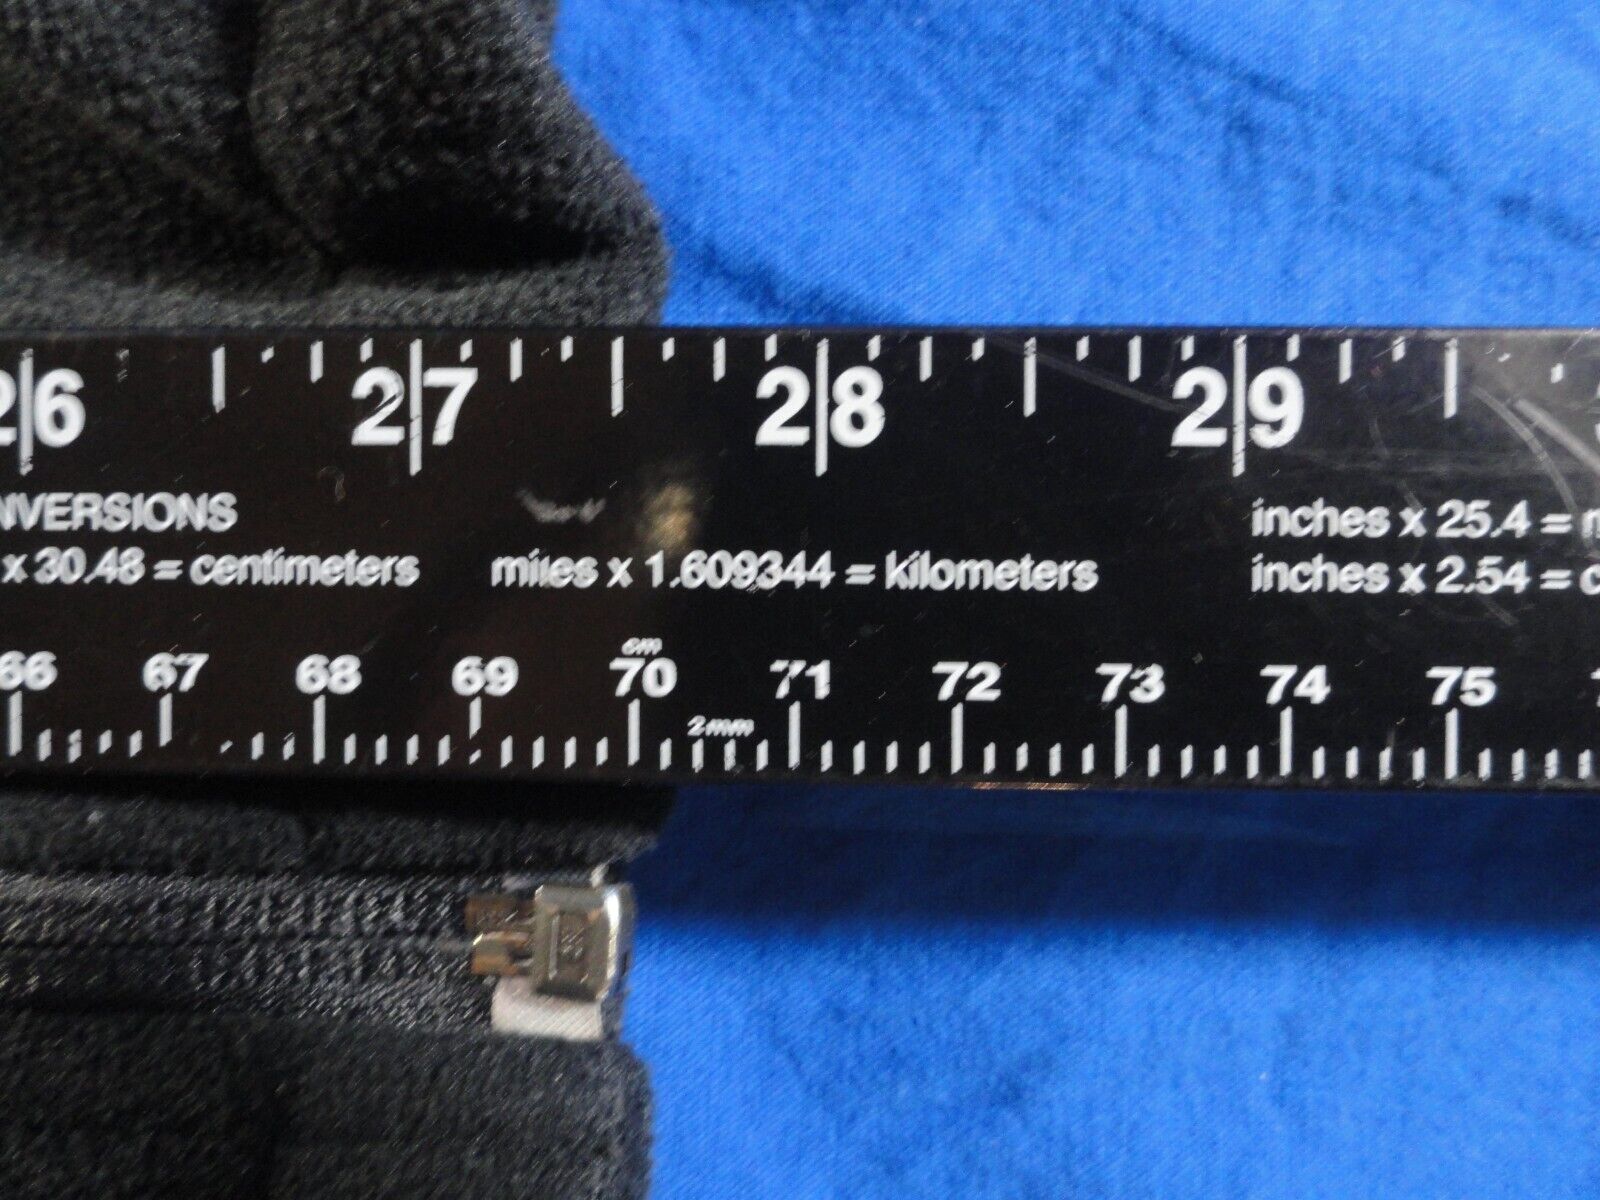 26 27 28 29
NVERSIONS inches x 25.4 =
x 30.48 = centimeters miles x 1.609344 = kilometers inches x 2.54 = c
cm
66 67 68 69 70 71 72 73 74 75
2mm